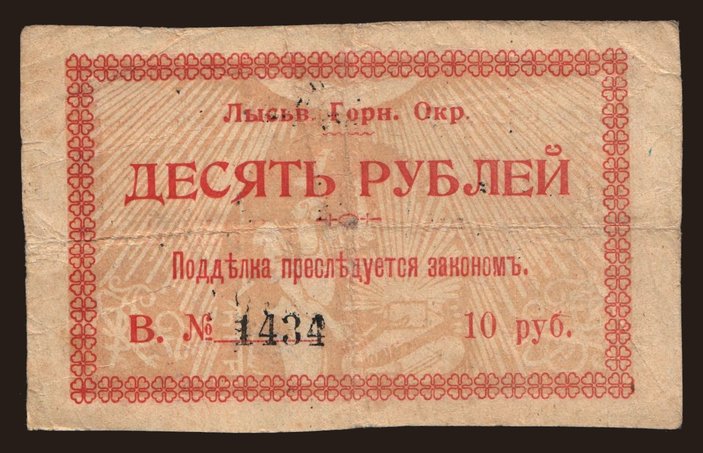 Лысьв. Горн. Окр.
ДЕСЯТЬ РУБЛЕЙ
Поддѣлка преслѣдуется закономъ.
В. № 1434 10 руб.